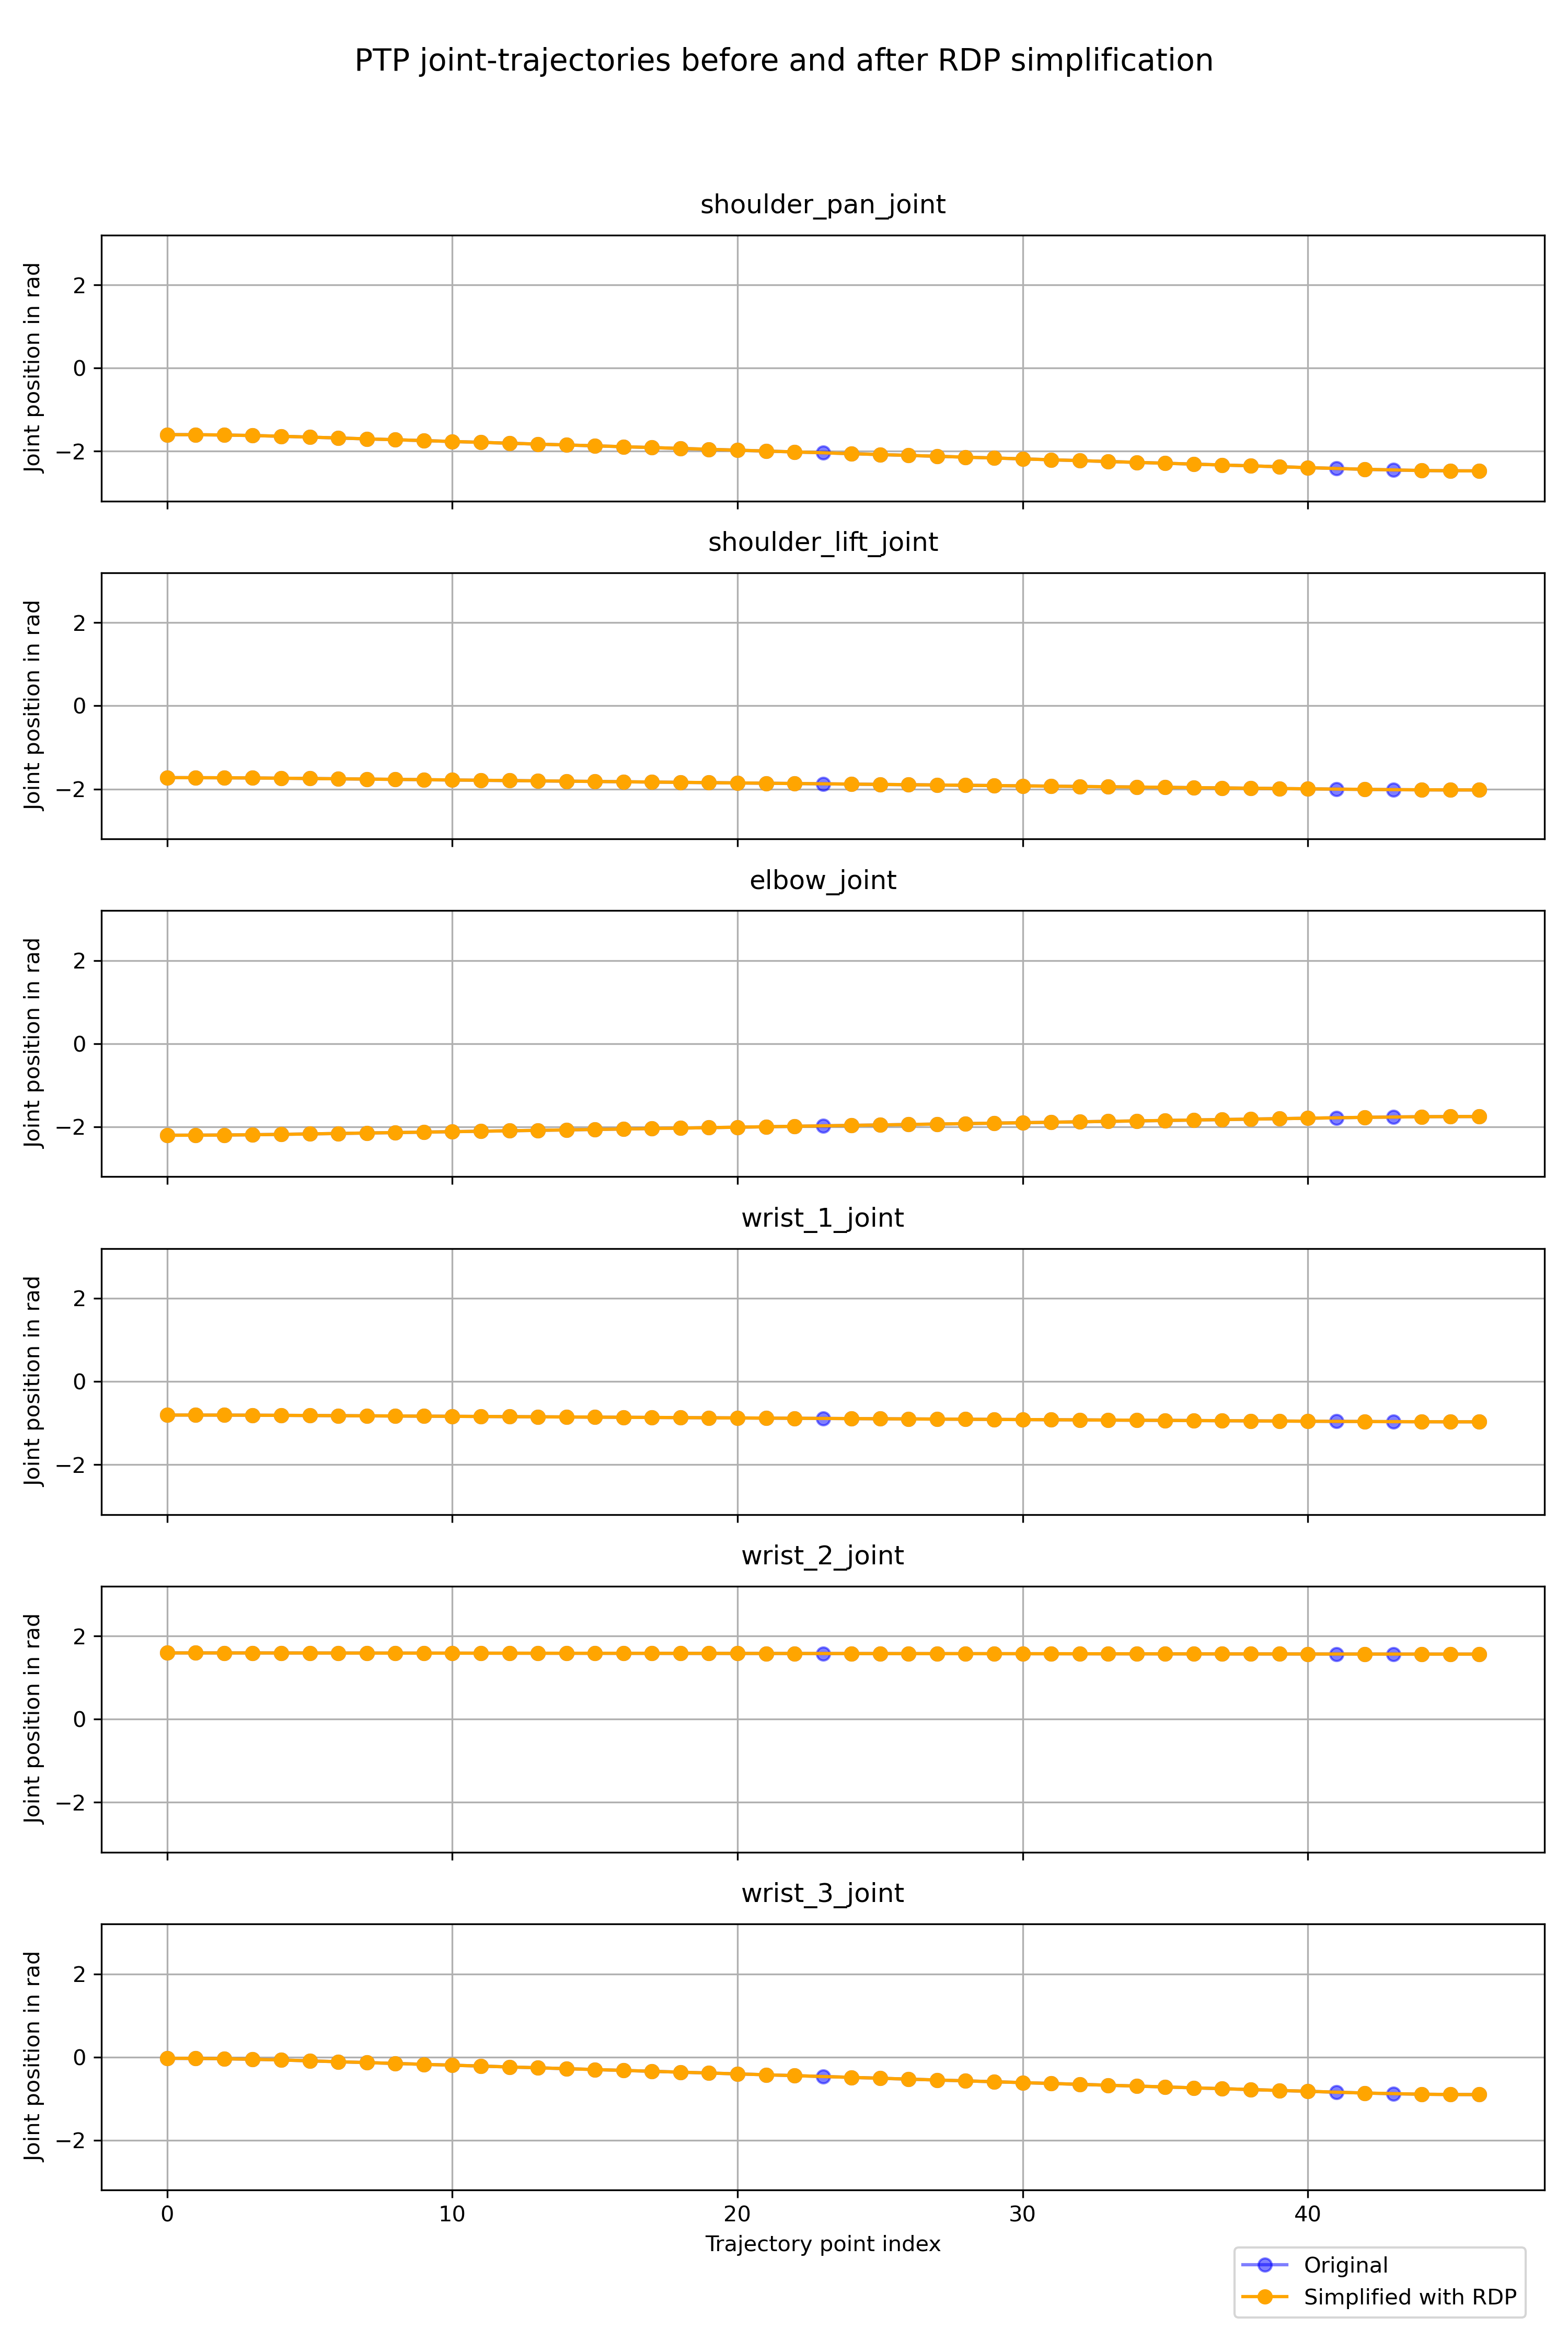 PTP joint-trajectories before and after RDP simplification
shoulder_pan_joint
Joint position in rad
2
0
−2
shoulder_lift_joint
Joint position in rad
2
0
−2
elbow_joint
Joint position in rad
2
0
−2
wrist_1_joint
Joint position in rad
2
0
−2
wrist_2_joint
Joint position in rad
2
0
−2
wrist_3_joint
Joint position in rad
2
0
−2
0 10 20 30 40
Trajectory point index
Original
Simplified with RDP